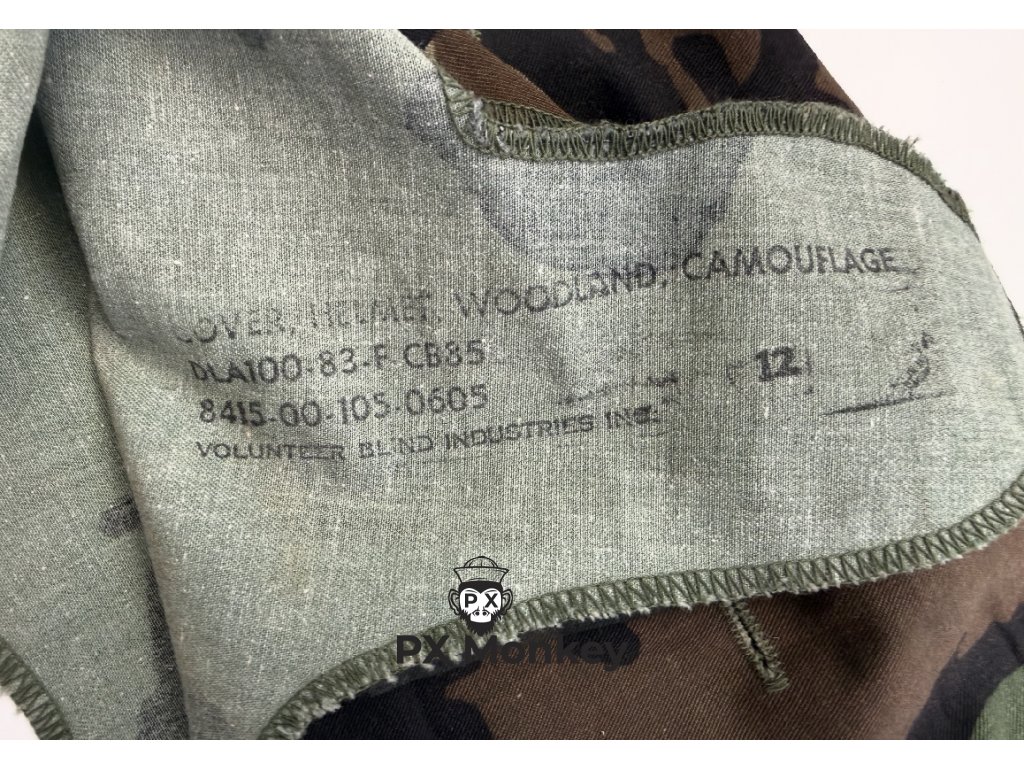 COVER, HELMET, WOODLAND, CAMOUFLAGE
DLA100-83-F-CB85
8415-00-105-0605
12
VOLUNTEER BLIND INDUSTRIES INC.
PX
PX Monkey